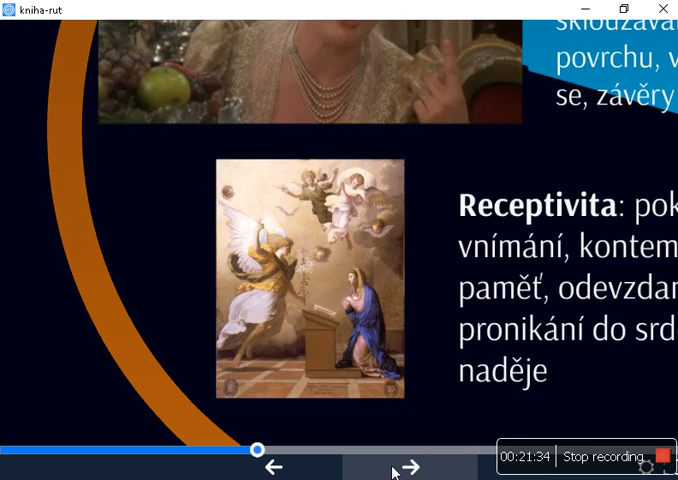 kniha-rut
sklouzáva
povrchu, v
se, závěry
Receptivita: pok
vnímání, kontem
paměť, odevzdan
pronikání do srd
naděje
00:21:34 Stop recording